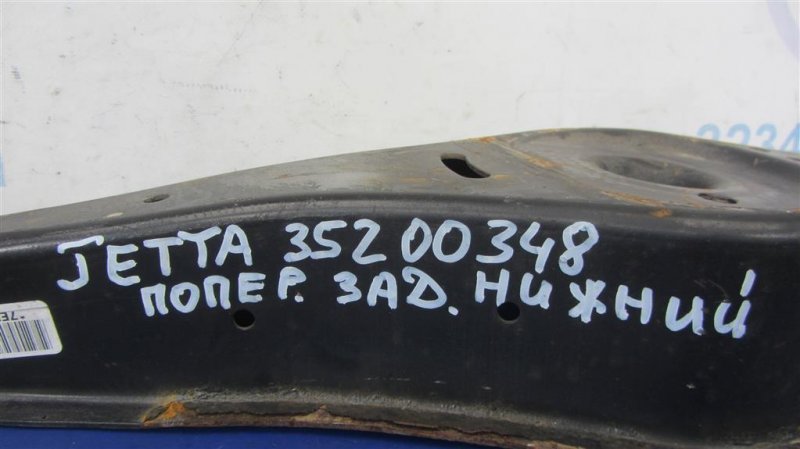 JETTA 35200348
ПОПЕР. ЗАД. НИЖНИЙ